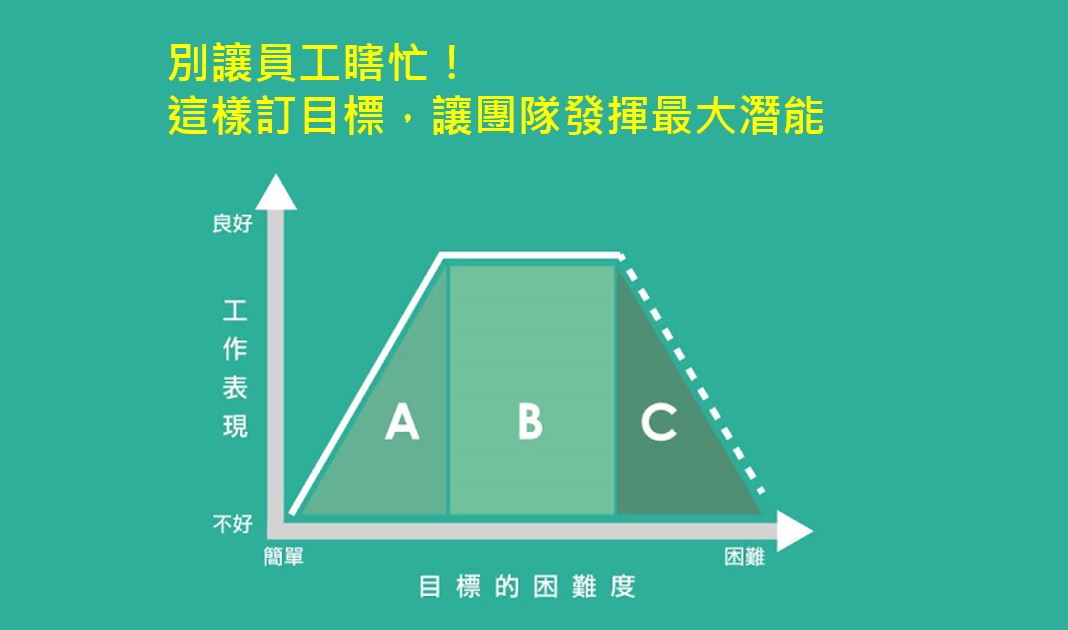 別讓員工瞎忙！
這樣訂目標，讓團隊發揮最大潛能
良好
工作表現
A
B
C
不好
簡單
困難
目標的困難度